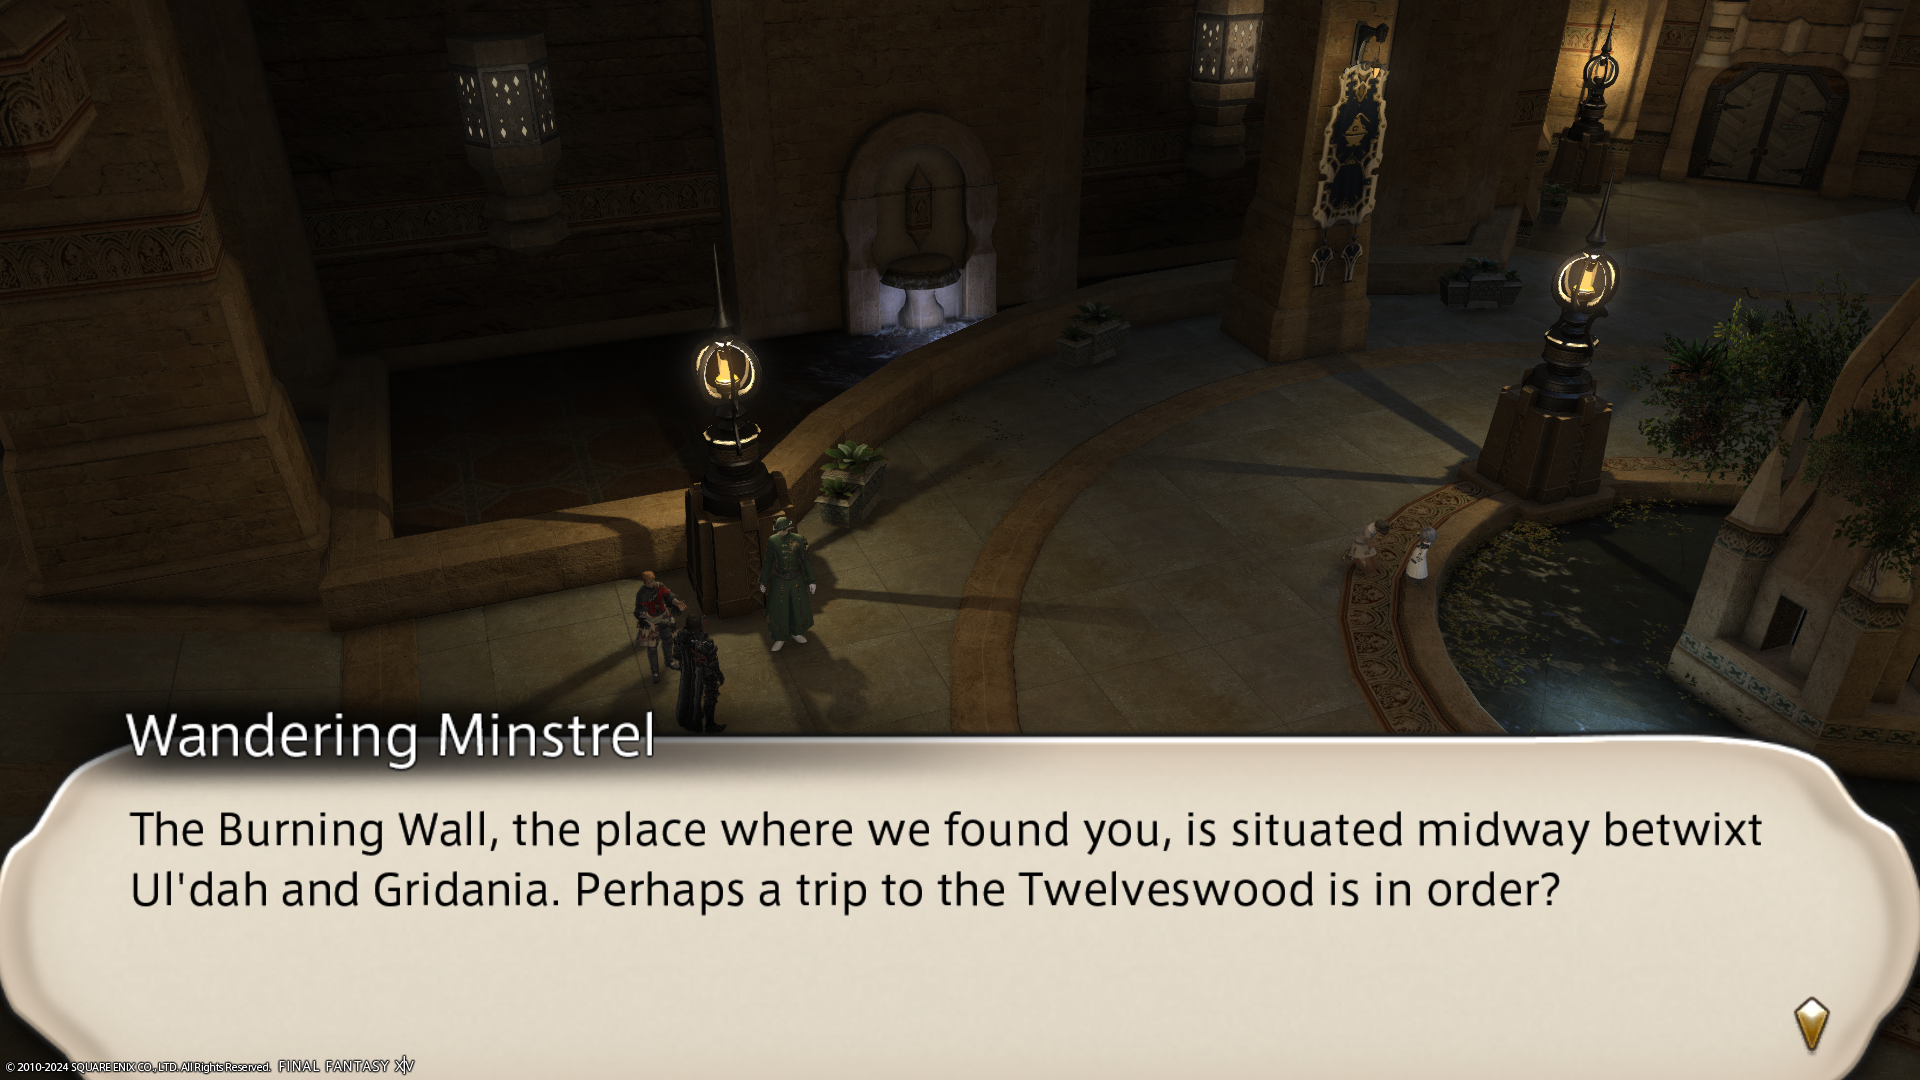 Wandering Minstrel
The Burning Wall, the place where we found you, is situated midway betwixt
Ul'dah and Gridania. Perhaps a trip to the Twelveswood is in order?
© 2010-2024 SQUARE ENIX CO., LTD. All Rights Reserved. FINAL FANTASY XIV